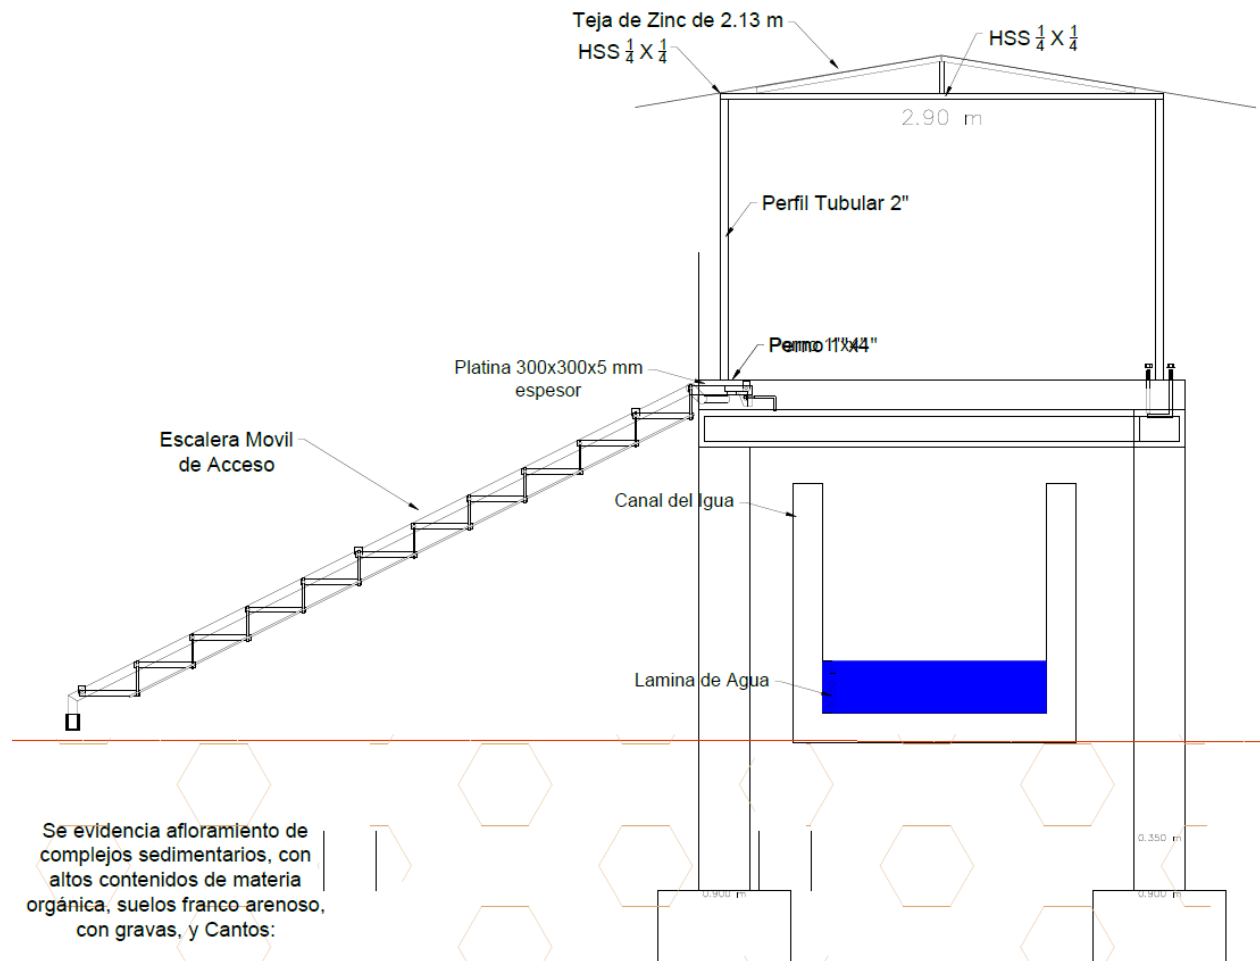 Teja de Zinc de 2.13 m
HSS 1/4 X 1/4
HSS 1/4 X 1/4
2.90 m
Perfil Tubular 2"
Perno 1"x4"
Platina 300x300x5 mm
espesor
Escalera Movil
de Acceso
Canal del Igua
Lamina de Agua
Se evidencia afloramiento de
complejos sedimentarios, con
altos contenidos de materia
orgánica, suelos franco arenoso,
con gravas, y Cantos:
0.350 m
0.900 m
0.900 m